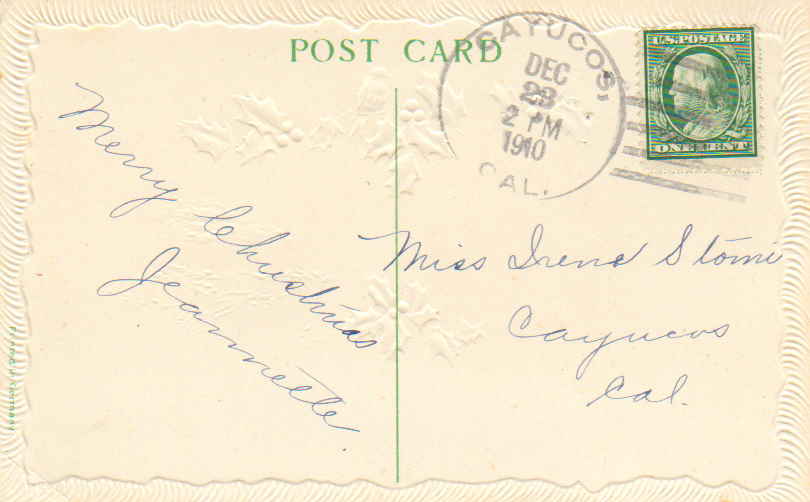 POST CARD
CAYUCOS,
DEC
23
2 PM
1910
CAL.
U.S. POSTAGE
ONE CENT
Merry Christmas
Jeannette.
Miss Irene Stomi
Cayucos
Cal.